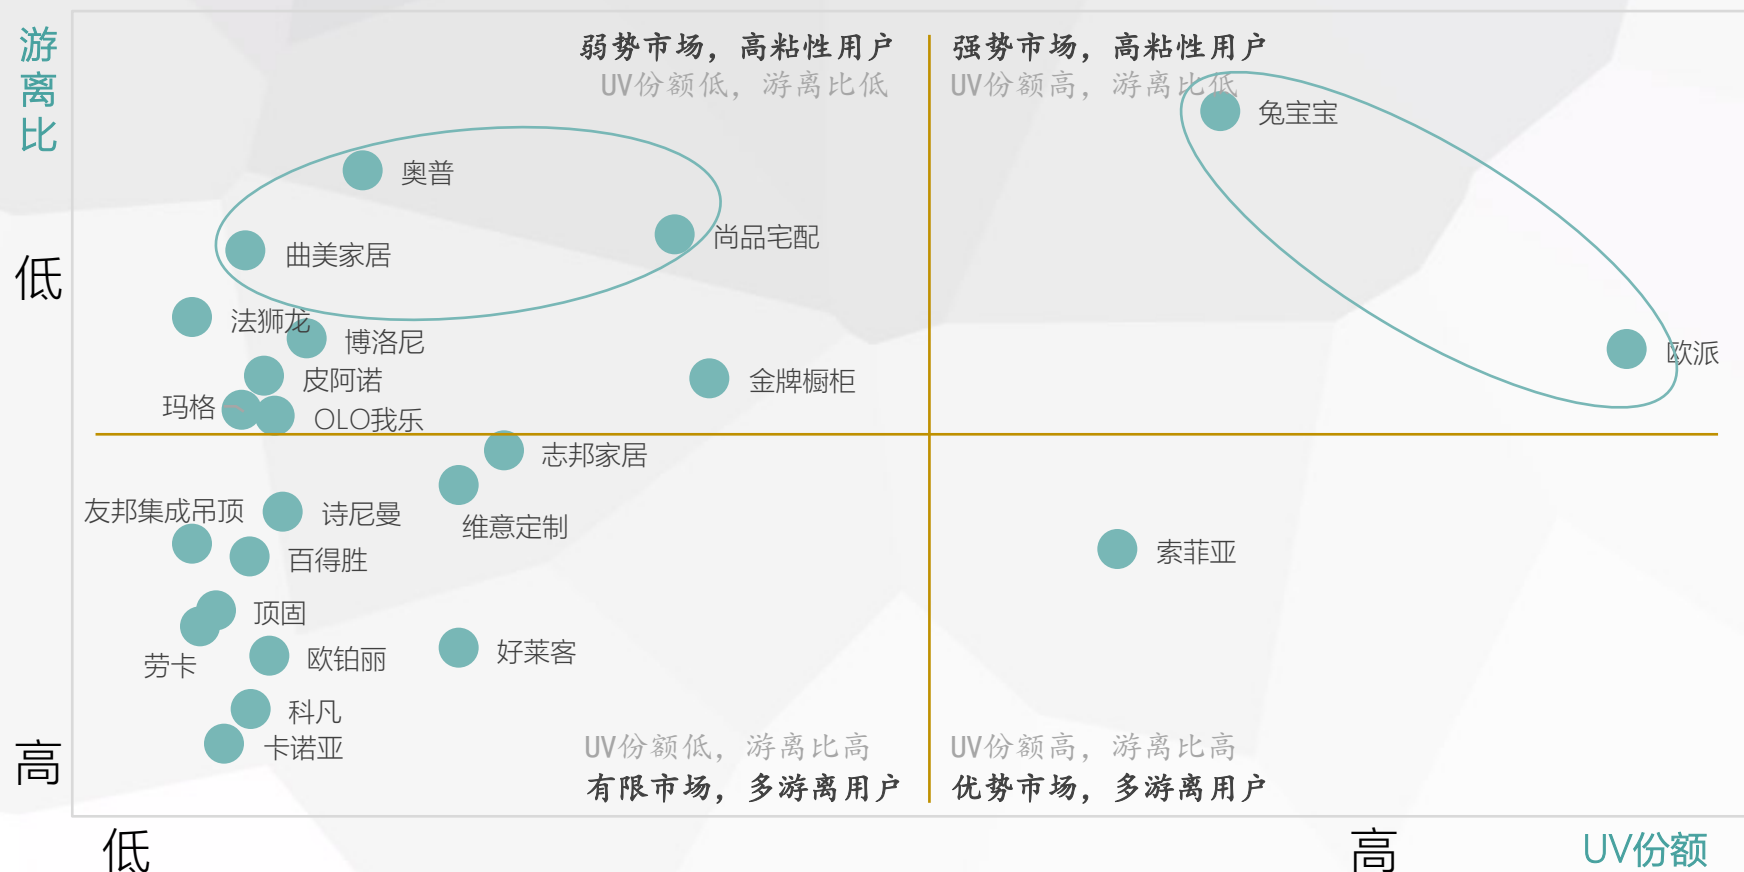 游离比
弱势市场，高粘性用户
UV份额低，游离比低
强势市场，高粘性用户
UV份额高，游离比低
兔宝宝
奥普
尚品宅配
曲美家居
低
法狮龙
博洛尼
欧派
皮阿诺
金牌橱柜
玛格
OLO我乐
志邦家居
友邦集成吊顶
诗尼曼
维意定制
百得胜
索菲亚
顶固
劳卡
欧铂丽
好莱客
科凡
卡诺亚
高
UV份额低，游离比高
有限市场，多游离用户
UV份额高，游离比高
优势市场，多游离用户
低
高
UV份额